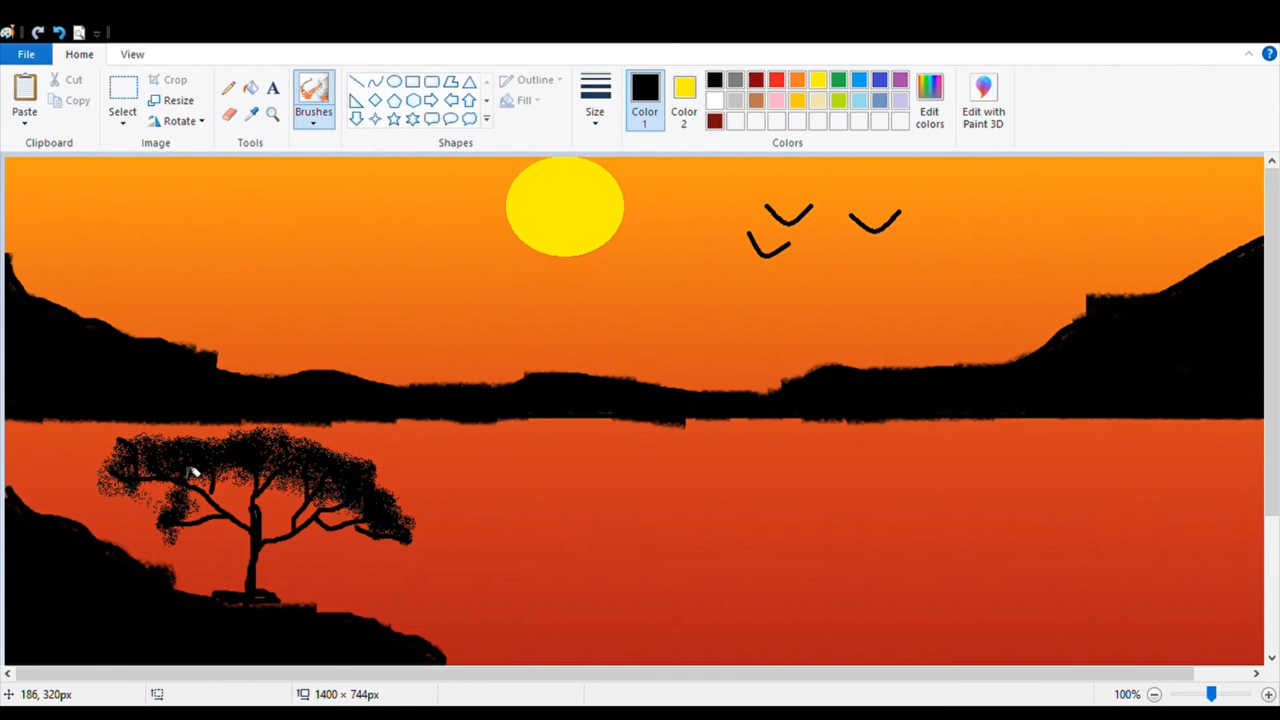 File Home View
Paste
Cut
Copy
Clipboard
Select
Crop
Resize
Rotate
Image
A
Tools
Brushes
Shapes
Outline
Fill
Size
Color
1
Color
2
Edit
colors
Colors
Edit with
Paint 3D
?
186, 320px
1400 × 744px
100%